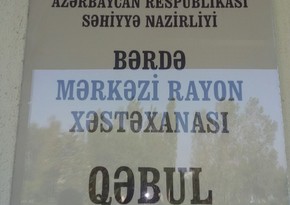 AZƏRBAYCAN RESPUBLİKASI
SƏHİYYƏ NAZİRLİYİ
BƏRDƏ
MƏRKƏZİ RAYON
XƏSTƏXANASI
QƏBUL